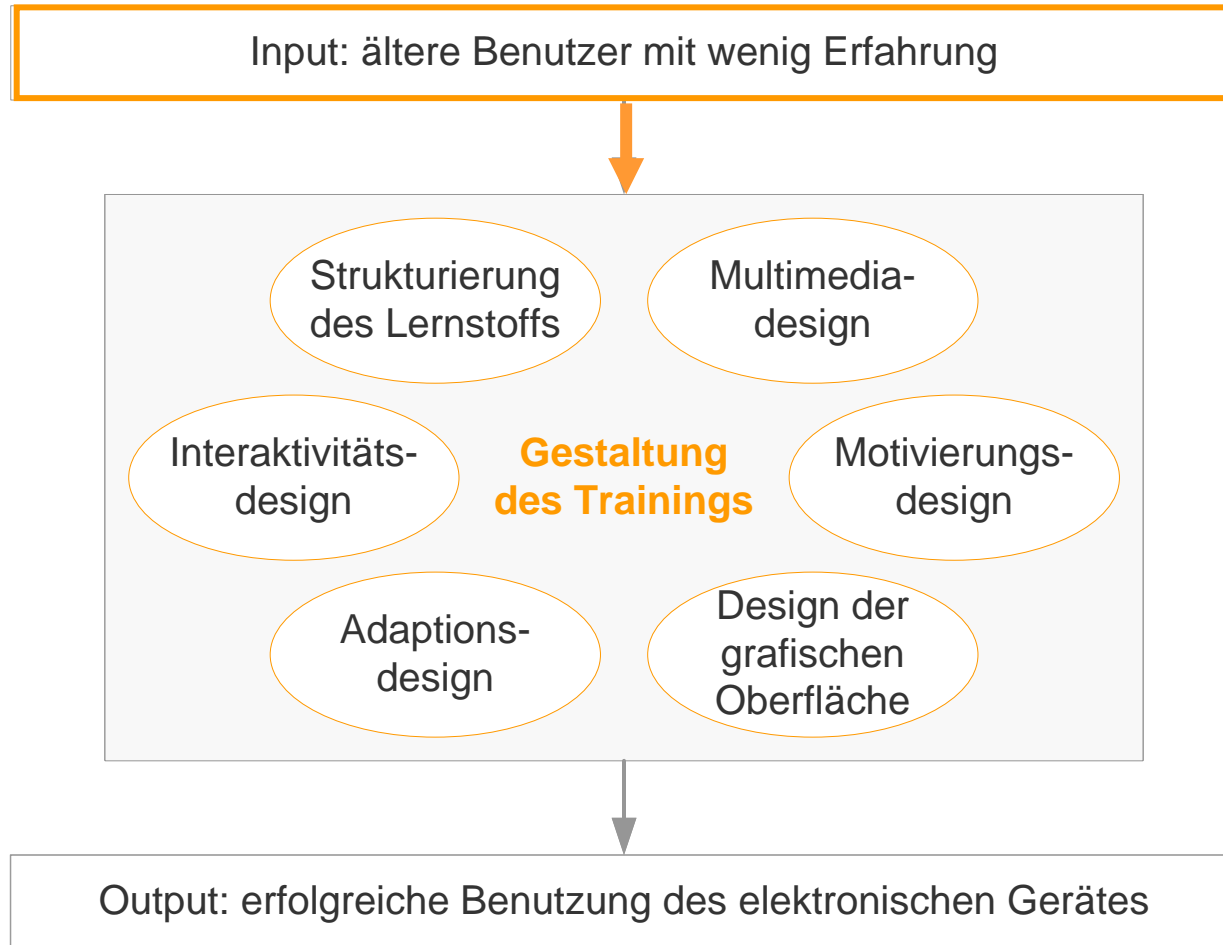 Input: ältere Benutzer mit wenig Erfahrung
Strukturierung
des Lernstoffs
Multimedia-
design
Interaktivitäts-
design
Gestaltung
des Trainings
Motivierungs-
design
Adaptions-
design
Design der
grafischen
Oberfläche
Output: erfolgreiche Benutzung des elektronischen Gerätes